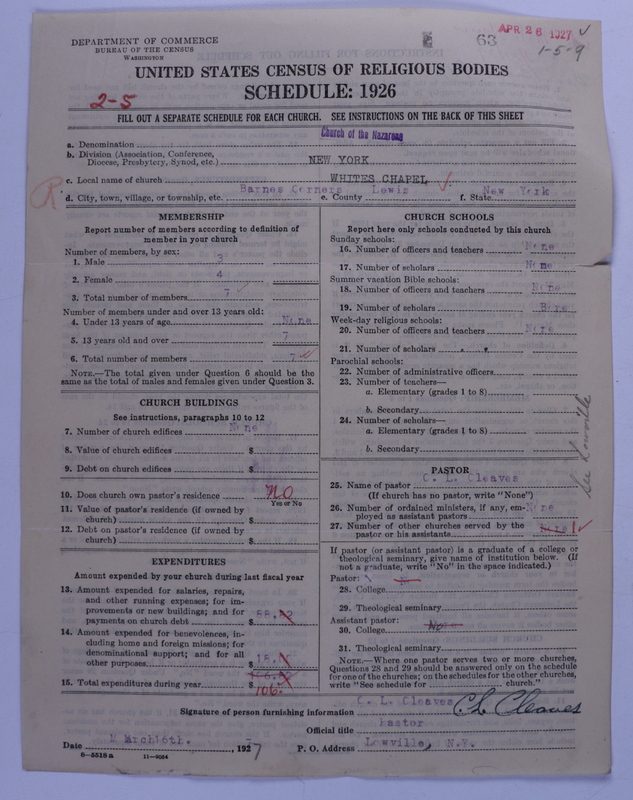 DEPARTMENT OF COMMERCE
BUREAU OF THE CENSUS
WASHINGTON
63
APR 26 1927
1-5-9
UNITED STATES CENSUS OF RELIGIOUS BODIES
SCHEDULE: 1926
2-5
FILL OUT A SEPARATE SCHEDULE FOR EACH CHURCH. SEE INSTRUCTIONS ON THE BACK OF THIS SHEET
a. Denomination Church of the Nazarene
b. Division (Association, Conference,
Diocese, Presbytery, Synod, etc.) NEW YORK
c. Local name of church WHITES CHAPEL
R
d. City, town, village, or township, etc. Barnes Corners e. County Lewis f. State New York
MEMBERSHIP
Report number of members according to definition of
member in your church
Number of members, by sex:
1. Male 3
2. Female 4
3. Total number of members 7
Number of members under and over 13 years old:
4. Under 13 years of age None
5. 13 years old and over 7
6. Total number of members 7
NOTE.—The total given under Question 6 should be the
same as the total of males and females given under Question 3.
CHURCH BUILDINGS
See instructions, paragraphs 10 to 12
7. Number of church edifices None
8. Value of church edifices $
9. Debt on church edifices $
10. Does church own pastor's residence NO
Yes or No
11. Value of pastor's residence (if owned by
church) $
12. Debt on pastor's residence (if owned by
church) $
EXPENDITURES
Amount expended by your church during last fiscal year
13. Amount expended for salaries, repairs,
and other running expenses; for im-
provements or new buildings; and for
payments on church debt $ 88.
14. Amount expended for benevolences, in-
cluding home and foreign missions; for
denominational support; and for all
other purposes $ 18.
15. Total expenditures during year $ 106.
CHURCH SCHOOLS
Report here only schools conducted by this church
Sunday schools:
16. Number of officers and teachers None
17. Number of scholars None
Summer vacation Bible schools:
18. Number of officers and teachers None
19. Number of scholars
Week-day religious schools:
20. Number of officers and teachers None
21. Number of scholars
Parochial schools:
22. Number of administrative officers
23. Number of teachers—
a. Elementary (grades 1 to 8)
b. Secondary
24. Number of scholars—
a. Elementary (grades 1 to 8)
b. Secondary
See Lowville
PASTOR
25. Name of pastor C. L. Cleaves
(If church has no pastor, write "None")
26. Number of ordained ministers, if any, em-
ployed as assistant pastors None
27. Number of other churches served by the
pastor or his assistants 1
If pastor (or assistant pastor) is a graduate of a college or
theological seminary, give name of institution below. (If
not a graduate, write "No" in the space indicated.)
Pastor:
28. College
29. Theological seminary
Assistant pastor:
30. College No
31. Theological seminary
NOTE.—Where one pastor serves two or more churches,
Questions 28 and 29 should be answered only on the schedule
for one of the churches; on the schedules for the other churches,
write "See schedule for church."
Signature of person furnishing information C. L. Cleaves C L Cleaves
Official title Pastor
Date March 16th. , 1927 P. O. Address Lowville, N.Y.
8-5518a 11-9054